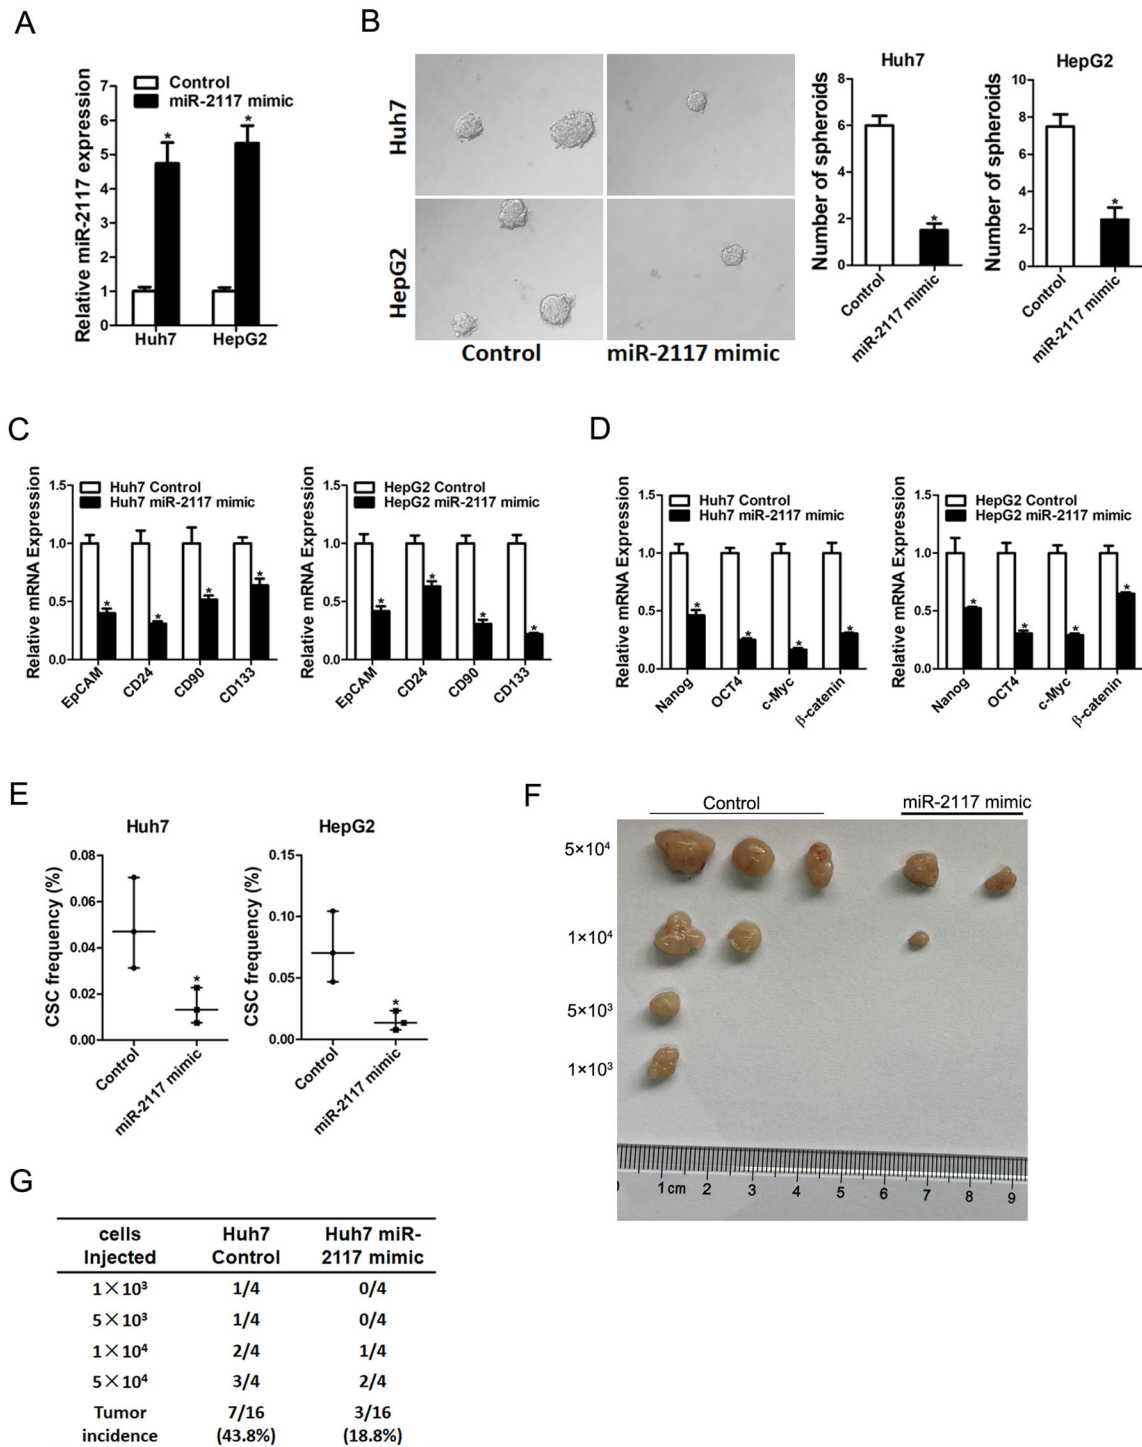 A
Control
miR-2117 mimic
Relative miR-2117 expression
7
6
5
4
3
2
1
0
* *
Huh7 HepG2
B
Huh7
HepG2
Control miR-2117 mimic
Huh7
Number of spheroids
8
6
4
2
0
*
Control
miR-2117 mimic
HepG2
Number of spheroids
10
8
6
4
2
0
*
Control
miR-2117 mimic
C
Huh7 Control
Huh7 miR-2117 mimic
Relative mRNA Expression
1.5
1.0
0.5
0.0
* * * *
EpCAM CD24 CD90 CD133
HepG2 Control
HepG2 miR-2117 mimic
Relative mRNA Expression
1.5
1.0
0.5
0.0
* * * *
EpCAM CD24 CD90 CD133
D
Huh7 Control
Huh7 miR-2117 mimic
Relative mRNA Expression
1.5
1.0
0.5
0.0
* * * *
Nanog OCT4 c-Myc β-catenin
HepG2 Control
HepG2 miR-2117 mimic
Relative mRNA Expression
1.5
1.0
0.5
0.0
* * * *
Nanog OCT4 c-Myc β-catenin
E
Huh7
CSC frequency (%)
0.08
0.06
0.04
0.02
0.00
*
Control
miR-2117 mimic
HepG2
CSC frequency (%)
0.15
0.10
0.05
0.00
*
Control
miR-2117 mimic
F
Control miR-2117 mimic
5×10⁴
1×10⁴
5×10³
1×10³
1 cm 2 3 4 5 6 7 8 9
G
cells Huh7 Huh7 miR-
Injected Control 2117 mimic
1×10³ 1/4 0/4
5×10³ 1/4 0/4
1×10⁴ 2/4 1/4
5×10⁴ 3/4 2/4
Tumor 7/16 3/16
incidence (43.8%) (18.8%)